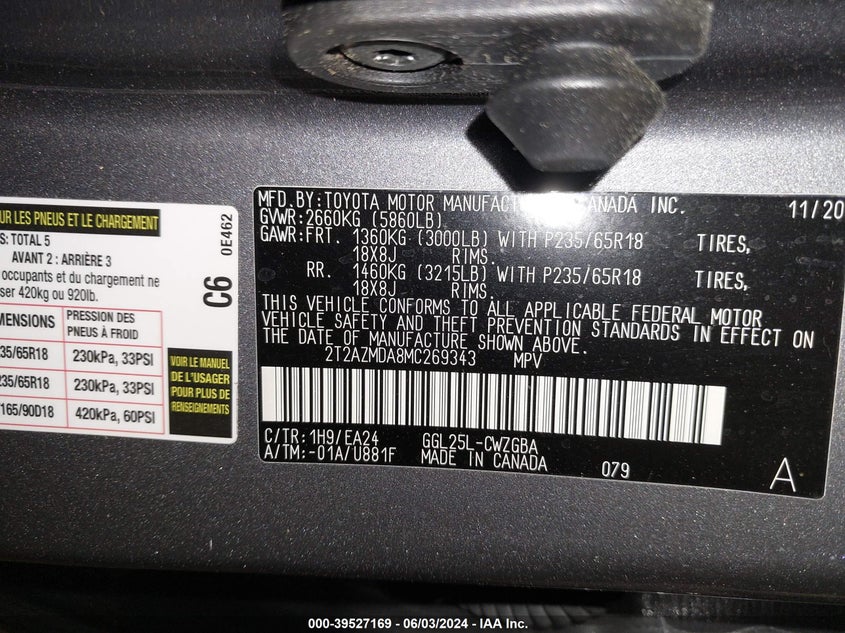 UR LES PNEUS ET LE CHARGEMENT
S: TOTAL 5
AVANT 2 : ARRIÈRE 3
occupants et du chargement ne
ser 420kg ou 920lb.
MENSIONS
PRESSION DES
PNEUS À FROID
35/65R18
230kPa, 33PSI
235/65R18
230kPa, 33PSI
165/90D18
420kPa, 60PSI
C6
0E462
VOIR LE MANUEL
DE L'USAGER
POUR PLUS DE
RENSEIGNEMENTS
MFD.BY:TOYOTA MOTOR MANUFAC CANADA INC. 11/20
GVWR:2660KG (5860LB)
GAWR:FRT. 1360KG (3000LB) WITH P235/65R18 TIRES,
18X8J RIMS.
RR. 1460KG (3215LB) WITH P235/65R18 TIRES,
18X8J RIMS.
THIS VEHICLE CONFORMS TO ALL APPLICABLE FEDERAL MOTOR
VEHICLE SAFETY AND THEFT PREVENTION STANDARDS IN EFFECT ON
THE DATE OF MANUFACTURE SHOWN ABOVE.
2T2AZMDA8MC269343 MPV
C/TR:1H9/EA24 GGL25L-CWZGBA
A/TM:-01A/U881F MADE IN CANADA 079
A
000-39527169 - 06/03/2024 - IAA Inc.